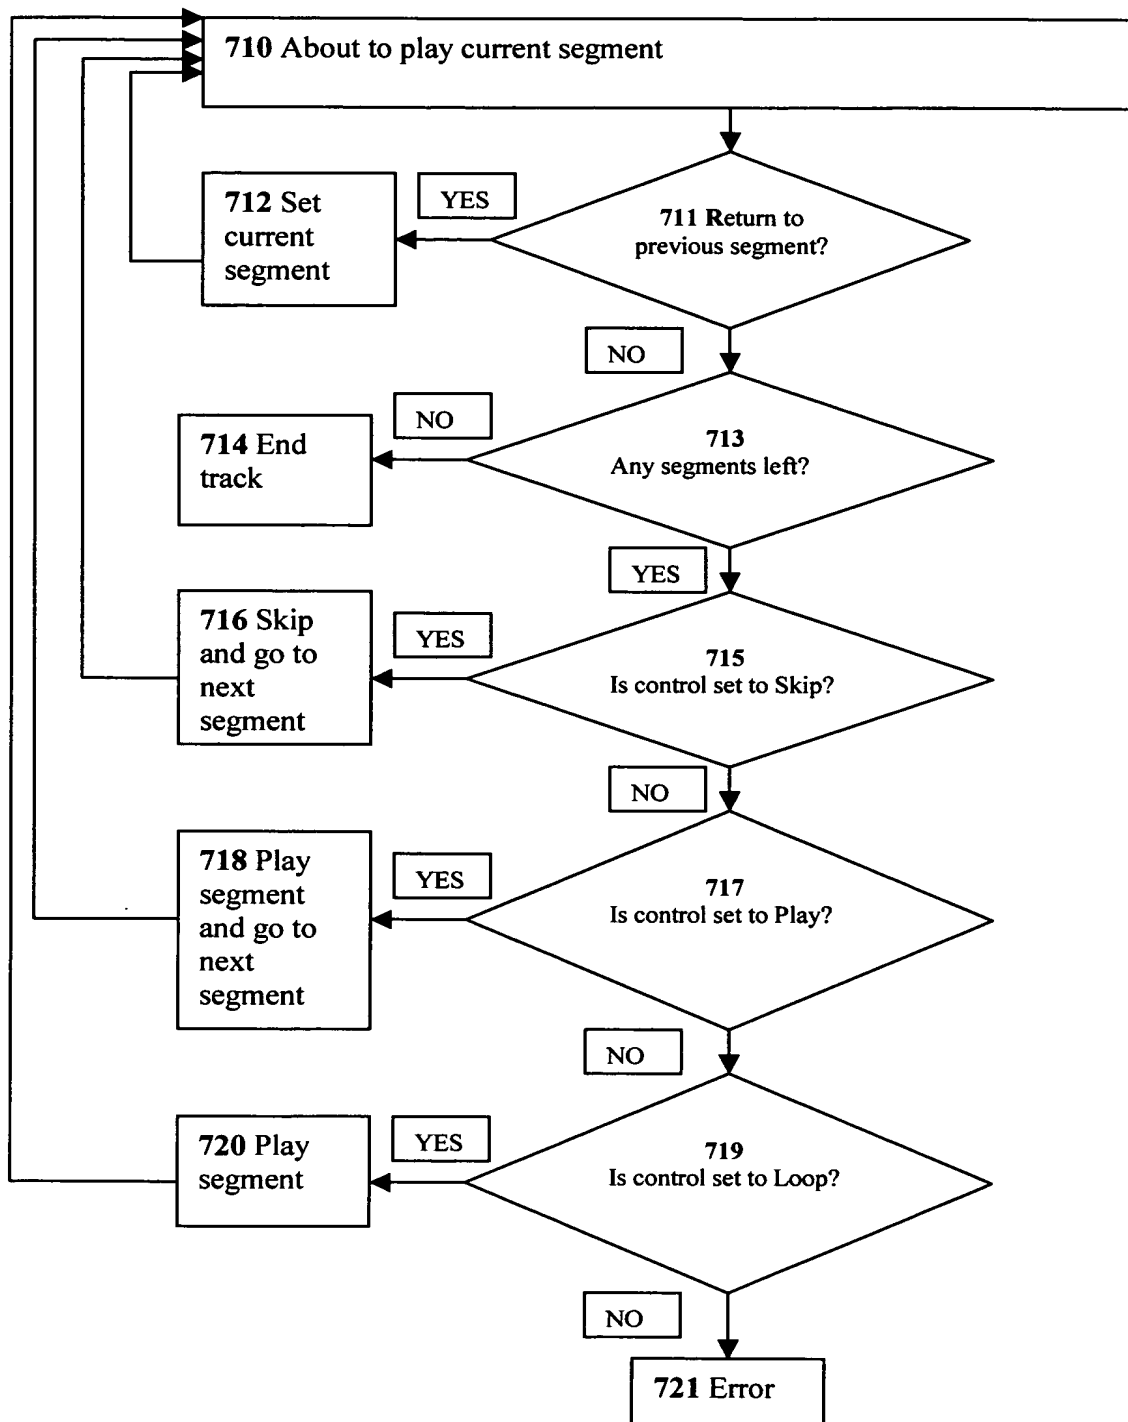 710 About to play current segment
YES
712 Set
current
segment
711 Return to
previous segment?
NO
NO
714 End
track
713
Any segments left?
YES
YES
716 Skip
and go to
next
segment
715
Is control set to Skip?
NO
YES
718 Play
segment
and go to
next
segment
717
Is control set to Play?
NO
YES
720 Play
segment
719
Is control set to Loop?
NO
721 Error